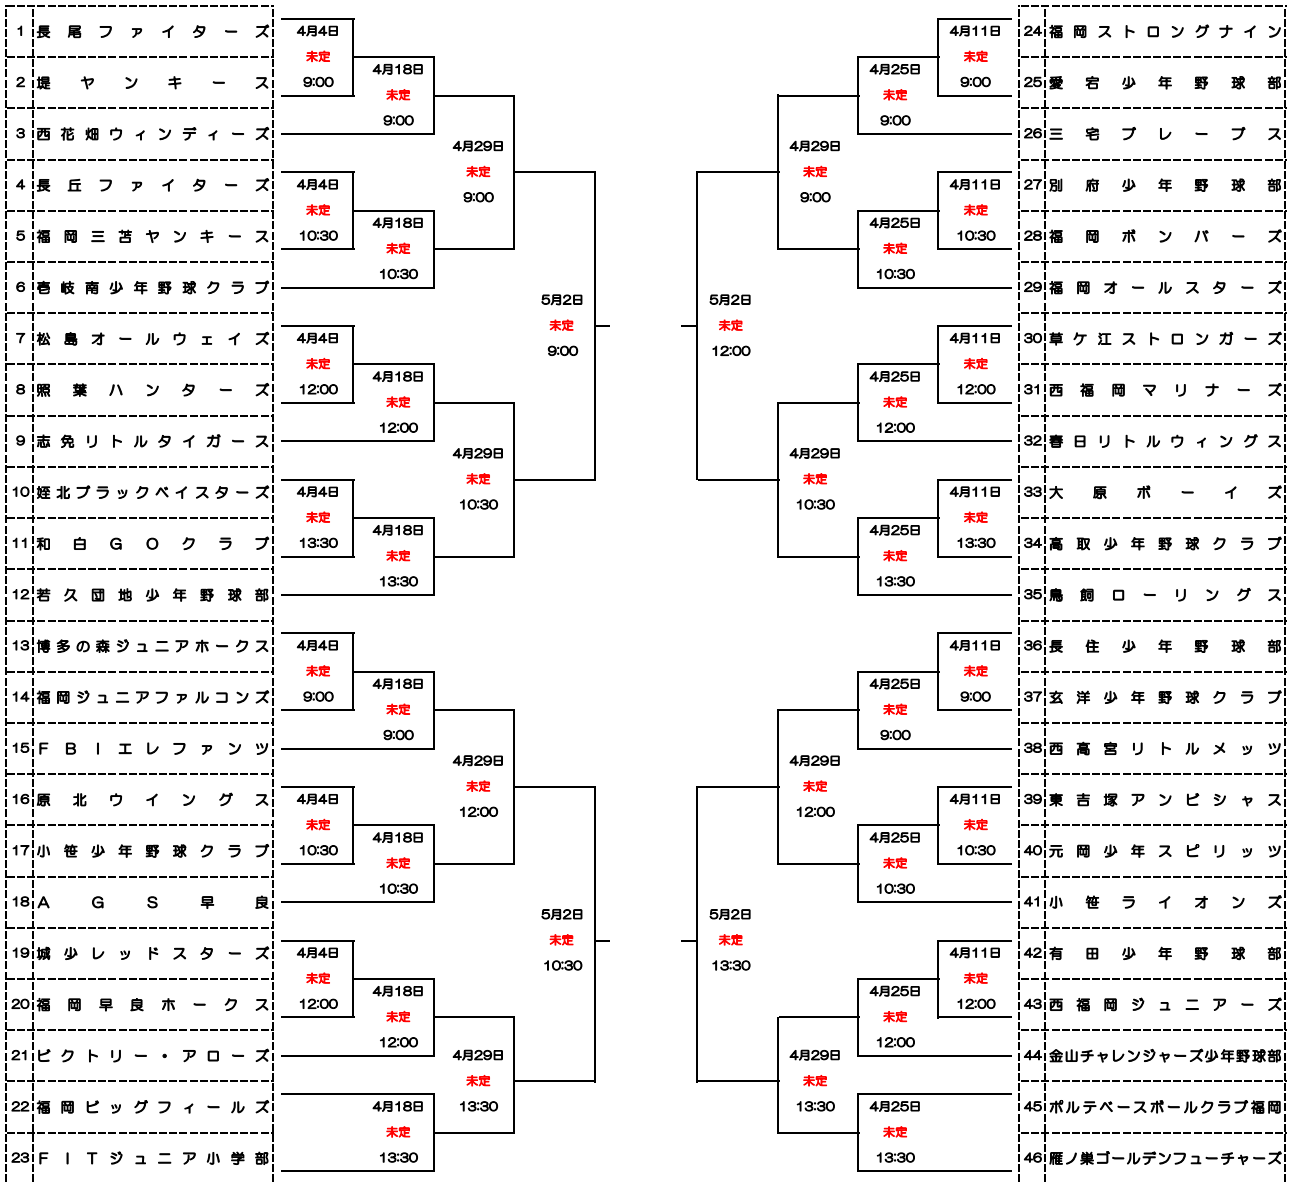 1 長尾ファイターズ
2 堤ヤンキース
3 西花畑ウィンディーズ
4 長丘ファイターズ
5 福岡三苫ヤンキース
6 壱岐南少年野球クラブ
7 松島オールウェイズ
8 照葉ハンターズ
9 志免リトルタイガース
10 姪北ブラックベイスターズ
11 和白GOクラブ
12 若久団地少年野球部
13 博多の森ジュニアホークス
14 福岡ジュニアファルコンズ
15 FBIエレファンツ
16 原北ウイングス
17 小笹少年野球クラブ
18 AGS早良
19 城少レッドスターズ
20 福岡早良ホークス
21 ビクトリー・アローズ
22 福岡ビッグフィールズ
23 FITジュニア小学部
4月4日
未定
9:00
4月4日
未定
10:30
4月4日
未定
12:00
4月4日
未定
13:30
4月4日
未定
9:00
4月4日
未定
10:30
4月4日
未定
12:00
4月18日
未定
9:00
4月18日
未定
10:30
4月18日
未定
12:00
4月18日
未定
13:30
4月18日
未定
9:00
4月18日
未定
10:30
4月18日
未定
12:00
4月18日
未定
13:30
4月29日
未定
9:00
4月29日
未定
10:30
4月29日
未定
12:00
4月29日
未定
13:30
5月2日
未定
9:00
5月2日
未定
10:30
5月2日
未定
12:00
5月2日
未定
13:30
4月29日
未定
9:00
4月29日
未定
10:30
4月29日
未定
12:00
4月29日
未定
13:30
4月25日
未定
9:00
4月25日
未定
10:30
4月25日
未定
12:00
4月25日
未定
13:30
4月25日
未定
9:00
4月25日
未定
10:30
4月25日
未定
12:00
4月25日
未定
13:30
4月11日
未定
9:00
4月11日
未定
10:30
4月11日
未定
12:00
4月11日
未定
13:30
4月11日
未定
9:00
4月11日
未定
10:30
4月11日
未定
12:00
24 福岡ストロングナイン
25 愛宕少年野球部
26 三宅ブレーブス
27 別府少年野球部
28 福岡ボンバーズ
29 福岡オールスターズ
30 草ケ江ストロンガーズ
31 西福岡マリナーズ
32 春日リトルウィングス
33 大原ボーイズ
34 高取少年野球クラブ
35 鳥飼ローリングス
36 長住少年野球部
37 玄洋少年野球クラブ
38 西高宮リトルメッツ
39 東吉塚アンビシャス
40 元岡少年スピリッツ
41 小笹ライオンズ
42 有田少年野球部
43 西福岡ジュニアーズ
44 金山チャレンジャーズ少年野球部
45 ポルテベースボールクラブ福岡
46 雁ノ巣ゴールデンフューチャーズ